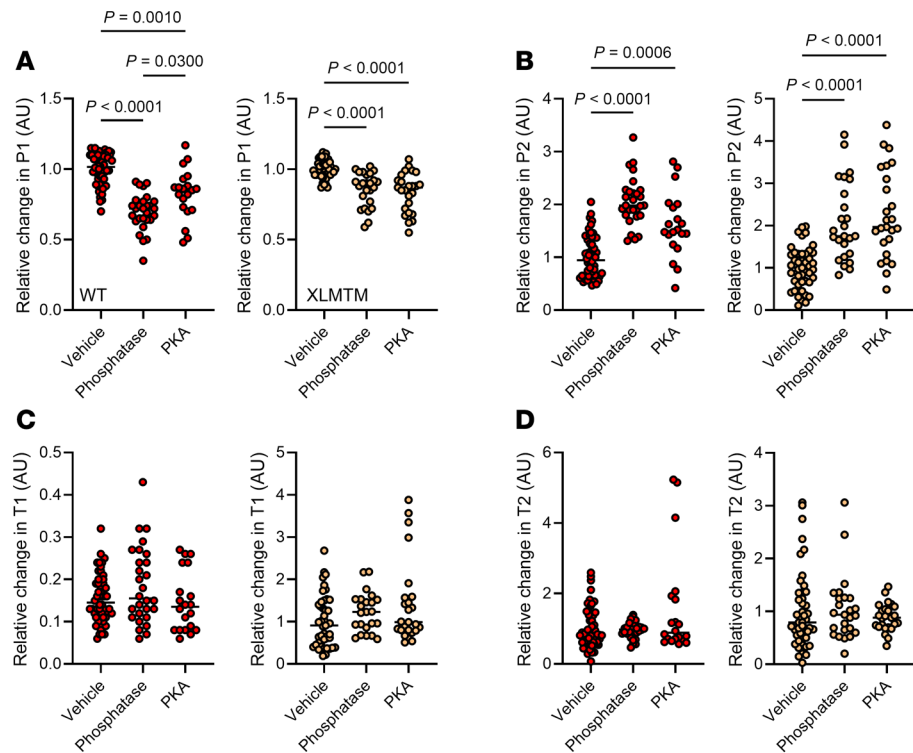 P = 0.0010
P = 0.0300
P < 0.0001
P < 0.0001
P < 0.0001
P = 0.0006
P < 0.0001
P < 0.0001
P < 0.0001
A
Relative change in P1 (AU)
1.5
1.0
0.5
0.0
WT
Vehicle
Phosphatase
PKA
Relative change in P1 (AU)
1.5
1.0
0.5
0.0
XLMTM
Vehicle
Phosphatase
PKA
B
Relative change in P2 (AU)
4
3
2
1
0
Vehicle
Phosphatase
PKA
Relative change in P2 (AU)
5
4
3
2
1
0
Vehicle
Phosphatase
PKA
C
Relative change in T1 (AU)
0.5
0.4
0.3
0.2
0.1
0.0
Vehicle
Phosphatase
PKA
Relative change in T1 (AU)
5
4
3
2
1
0
Vehicle
Phosphatase
PKA
D
Relative change in T2 (AU)
6
4
2
0
Vehicle
Phosphatase
PKA
Relative change in T2 (AU)
4
3
2
1
0
Vehicle
Phosphatase
PKA